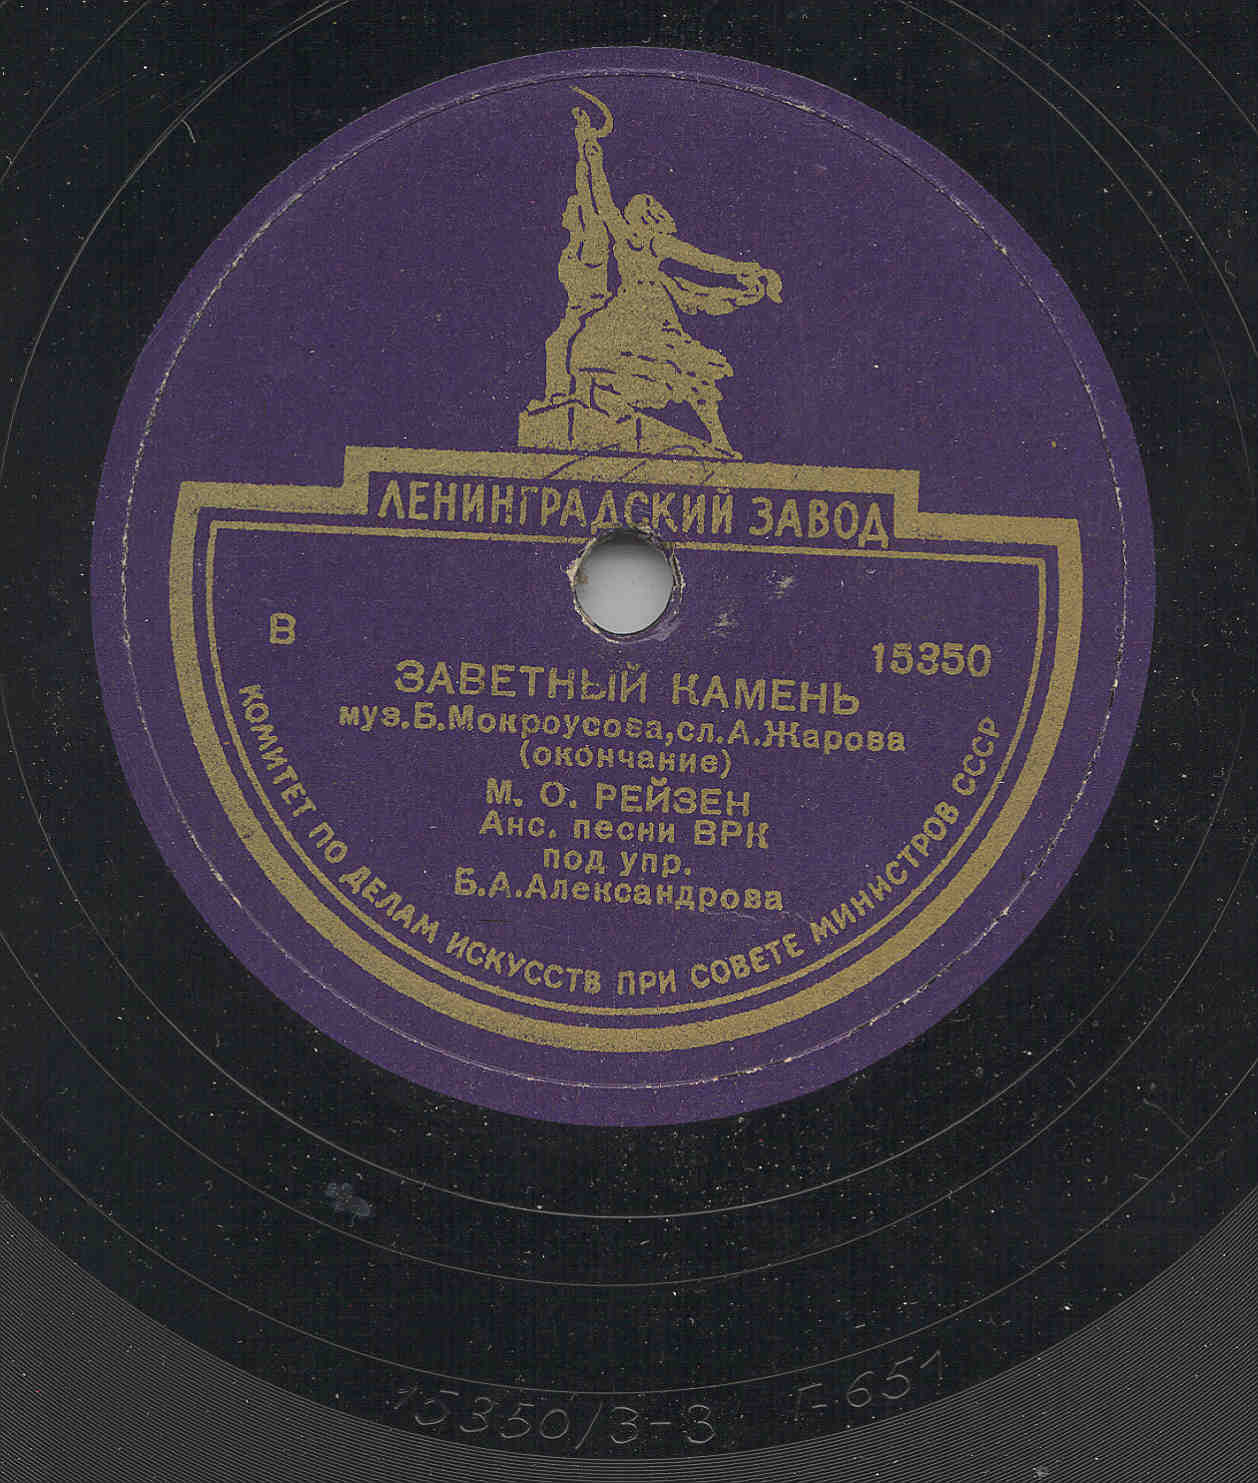 ЛЕНИНГРАДСКИЙ ЗАВОД
В
15350
ЗАВЕТНЫЙ КАМЕНЬ
муз.Б.Мокроусова,сл.А.Жарова
(окончание)
М. О. РЕЙЗЕН
Анс. песни ВРК
под упр.
Б.А.Александрова
КОМИТЕТ ПО ДЕЛАМ ИСКУССТВ ПРИ СОВЕТЕ МИНИСТРОВ СССР
15350/3-3 Г-651